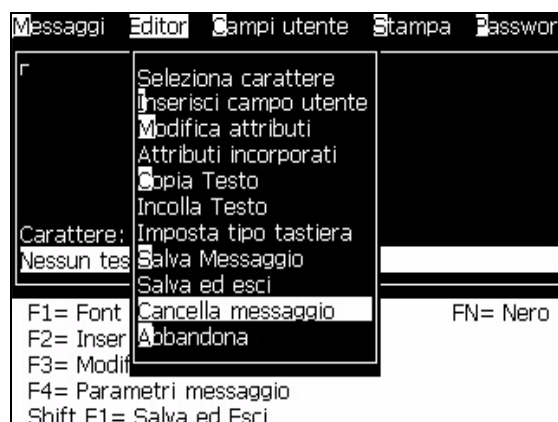 Messaggi Editor Campi utente Stampa Passwor
Seleziona carattere
Inserisci campo utente
Modifica attributi
Attributi incorporati
Copia Testo
Incolla Testo
Carattere: Imposta tipo tastiera
Nessun tes Salva Messaggio
Salva ed esci
F1= Font Cancella messaggio FN= Nero
F2= Inser Abbandona
F3= Modif
F4= Parametri messaggio
Shift F1= Salva ed Esci